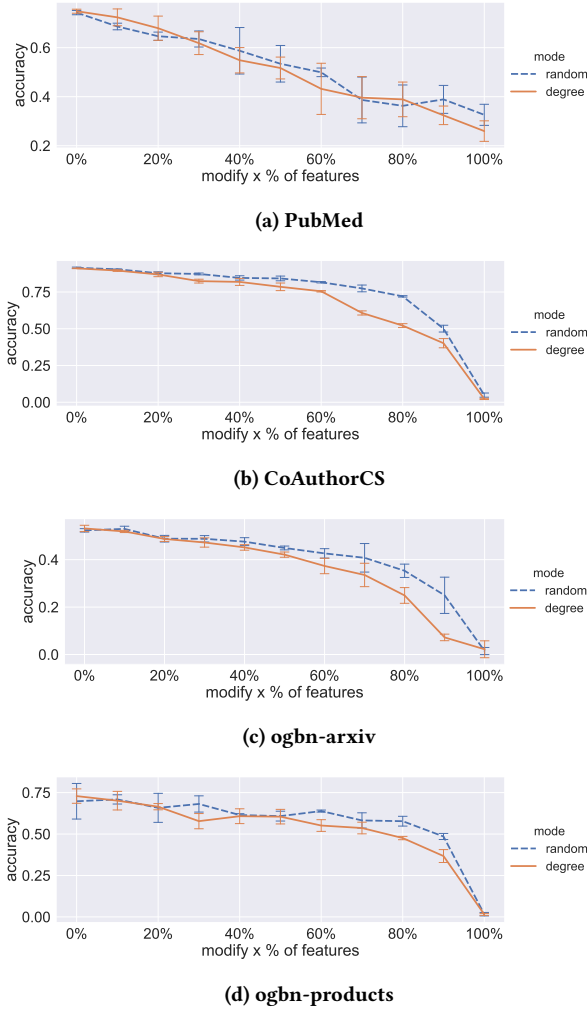 accuracy
0.6
0.4
0.2
0% 20% 40% 60% 80% 100%
modify x % of features
mode
random
degree
(a) PubMed
accuracy
0.75
0.50
0.25
0.00
0% 20% 40% 60% 80% 100%
modify x % of features
mode
random
degree
(b) CoAuthorCS
accuracy
0.4
0.2
0.0
0% 20% 40% 60% 80% 100%
modify x % of features
mode
random
degree
(c) ogbn-arxiv
accuracy
0.75
0.50
0.25
0.00
0% 20% 40% 60% 80% 100%
modify x % of features
mode
random
degree
(d) ogbn-products